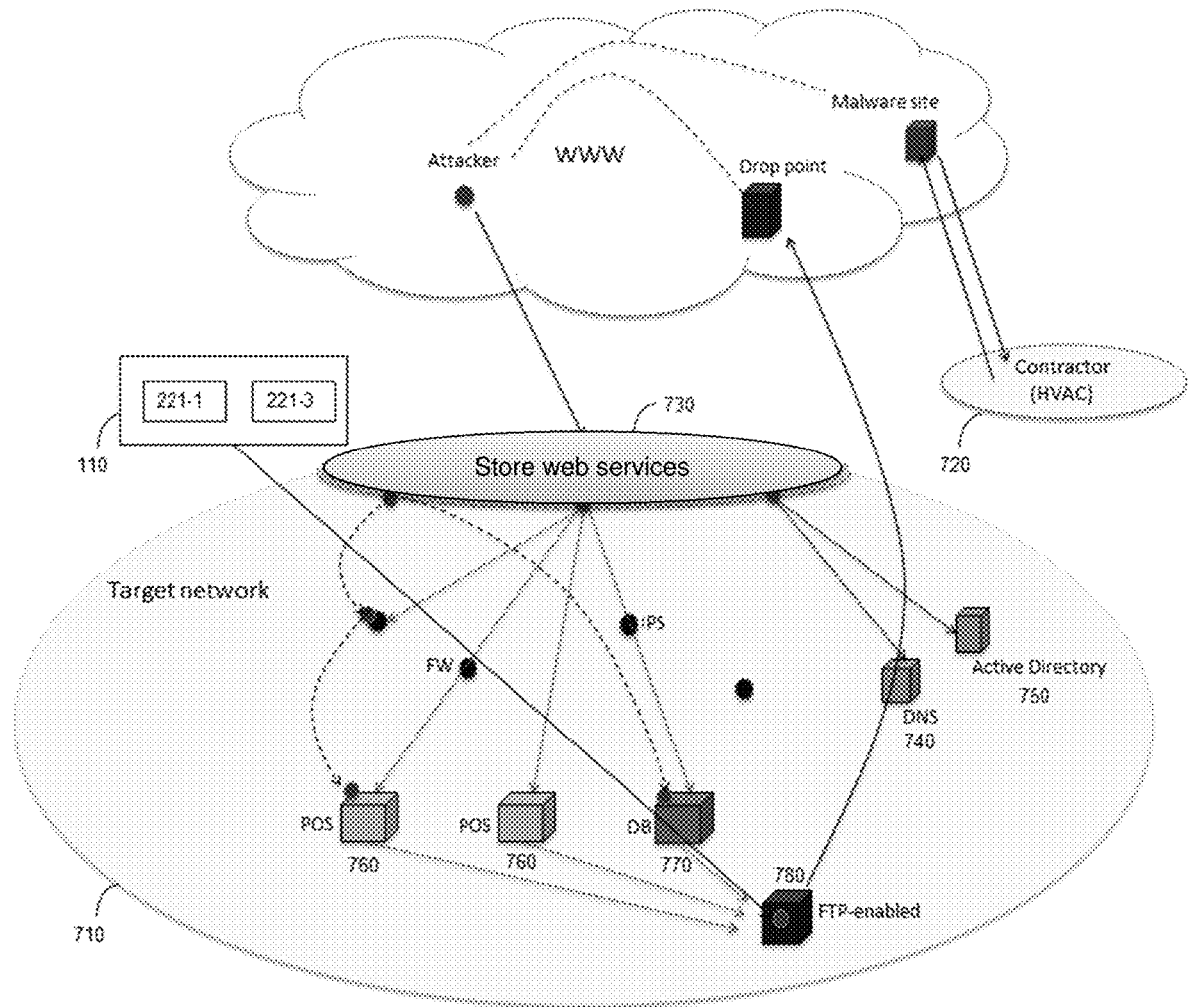 Malware site
Attacker
WWW
Drop point
Contractor
(HVAC)
221-1
221-3
730
110
720
Store web services
Target network
IPS
FW
Active Directory
750
DNS
740
POS
POS
DB
760
760
770
780
FTP-enabled
710